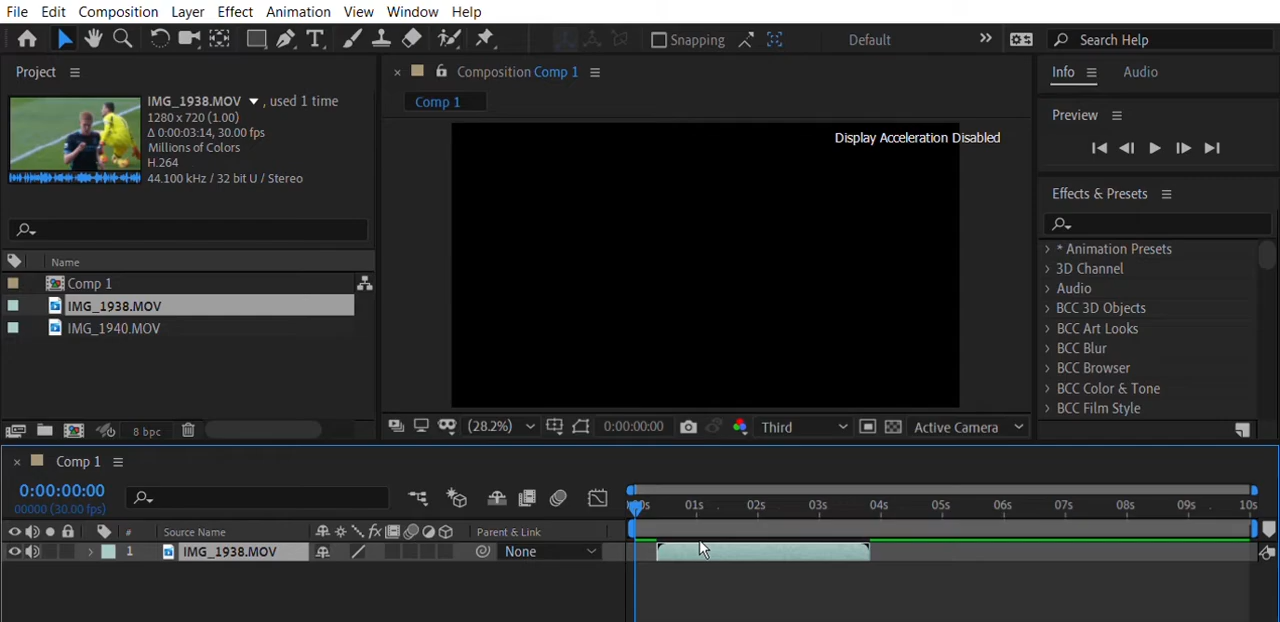 File Edit Composition Layer Effect Animation View Window Help
Snapping Default Search Help
Project
IMG_1938.MOV , used 1 time
1280 x 720 (1.00)
Δ 0:00:03:14, 30.00 fps
Millions of Colors
H.264
44.100 kHz / 32 bit U / Stereo
Name
Comp 1
IMG_1938.MOV
IMG_1940.MOV
8 bpc
Composition Comp 1
Comp 1
Display Acceleration Disabled
(28.2%) 0:00:00:00 Third Active Camera
Info Audio
Preview
Effects & Presets
* Animation Presets
3D Channel
Audio
BCC 3D Objects
BCC Art Looks
BCC Blur
BCC Browser
BCC Color & Tone
BCC Film Style
Comp 1
0:00:00:00
00000 (30.00 fps)
01s 02s 03s 04s 05s 06s 07s 08s 09s 10s
# Source Name fx Parent & Link
1 IMG_1938.MOV None